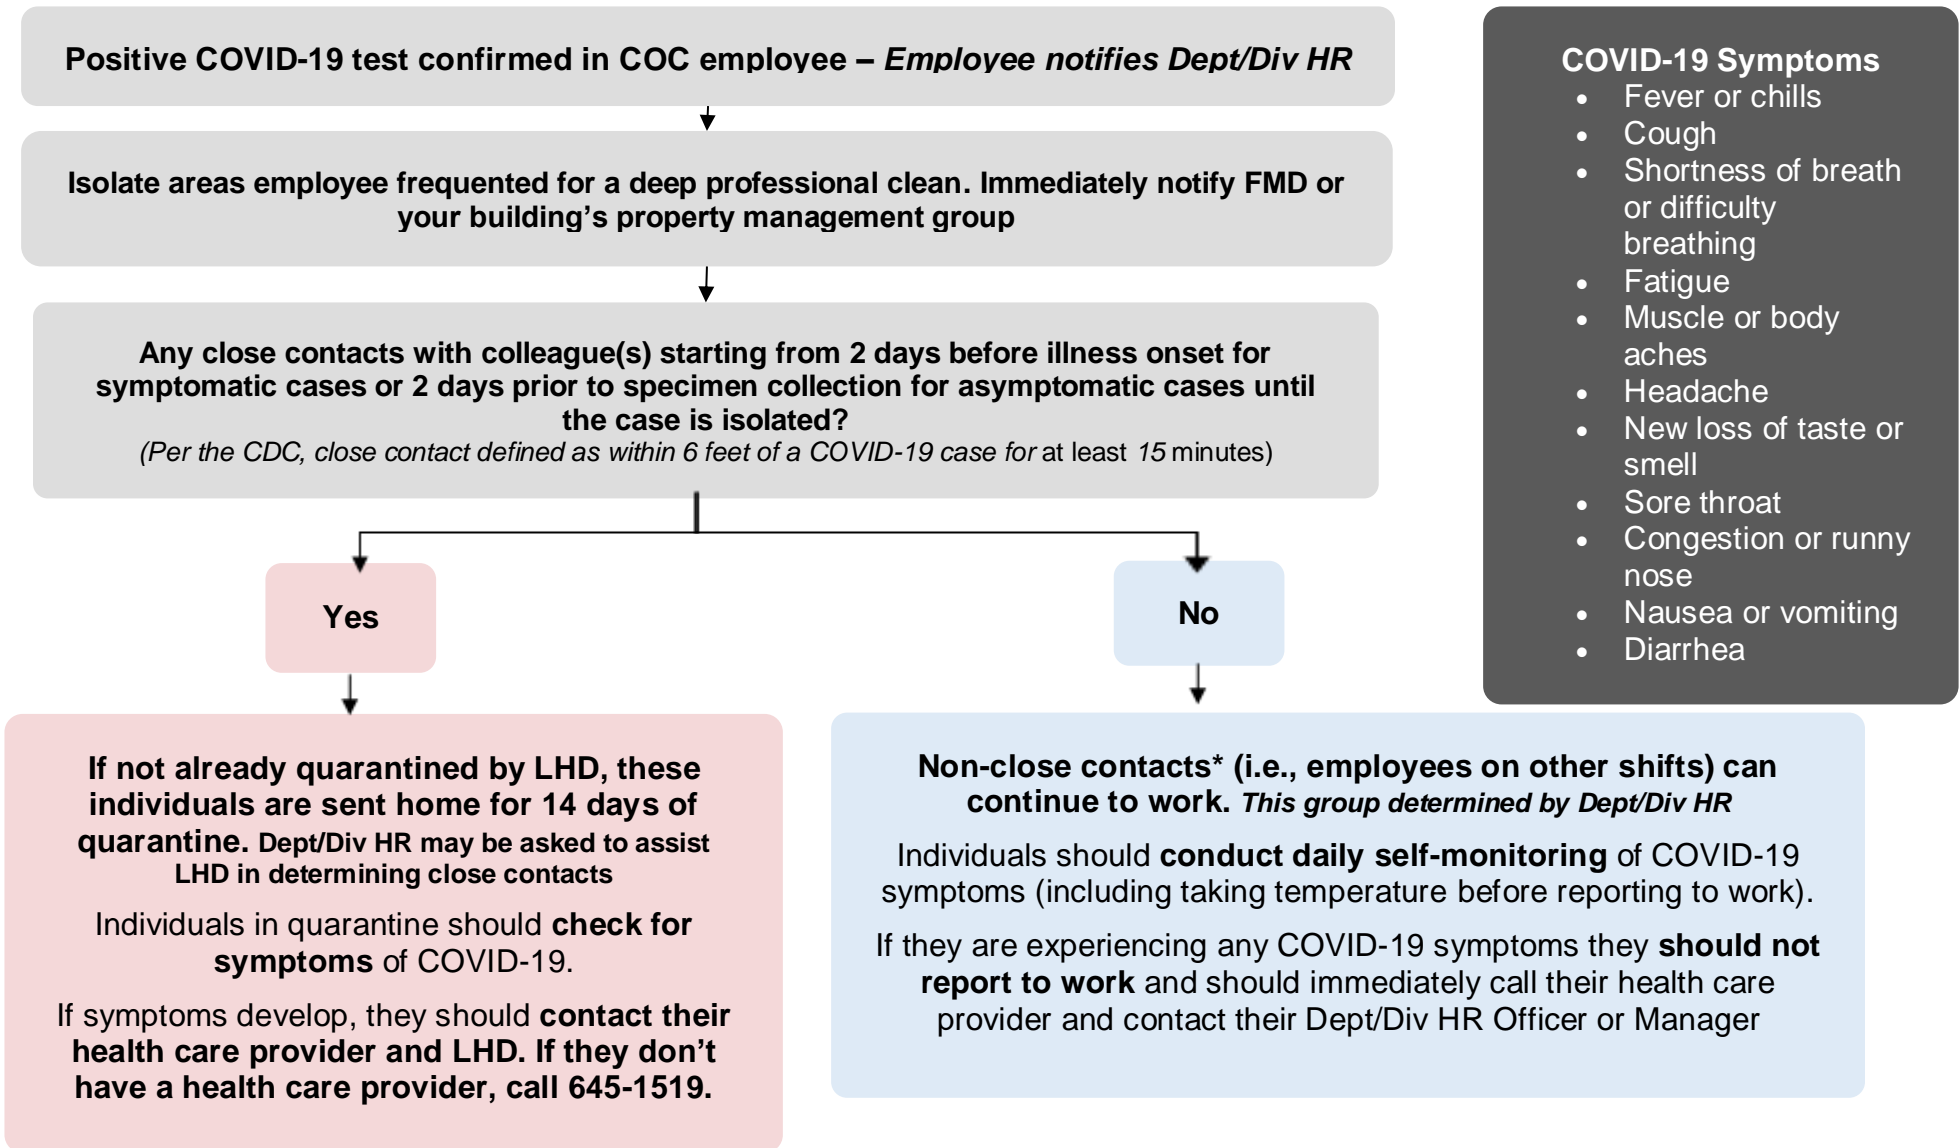 Positive COVID-19 test confirmed in COC employee – Employee notifies Dept/Div HR
Isolate areas employee frequented for a deep professional clean. Immediately notify FMD or
your building’s property management group
Any close contacts with colleague(s) starting from 2 days before illness onset for
symptomatic cases or 2 days prior to specimen collection for asymptomatic cases until
the case is isolated?
(Per the CDC, close contact defined as within 6 feet of a COVID-19 case for at least 15 minutes)
Yes
If not already quarantined by LHD, these
individuals are sent home for 14 days of
quarantine. Dept/Div HR may be asked to assist
LHD in determining close contacts
Individuals in quarantine should check for
symptoms of COVID-19.
If symptoms develop, they should contact their
health care provider and LHD. If they don’t
have a health care provider, call 645-1519.
No
Non-close contacts* (i.e., employees on other shifts) can
continue to work. This group determined by Dept/Div HR
Individuals should conduct daily self-monitoring of COVID-19
symptoms (including taking temperature before reporting to work).
If they are experiencing any COVID-19 symptoms they should not
report to work and should immediately call their health care
provider and contact their Dept/Div HR Officer or Manager
COVID-19 Symptoms
• Fever or chills
• Cough
• Shortness of breath
or difficulty
breathing
• Fatigue
• Muscle or body
aches
• Headache
• New loss of taste or
smell
• Sore throat
• Congestion or runny
nose
• Nausea or vomiting
• Diarrhea